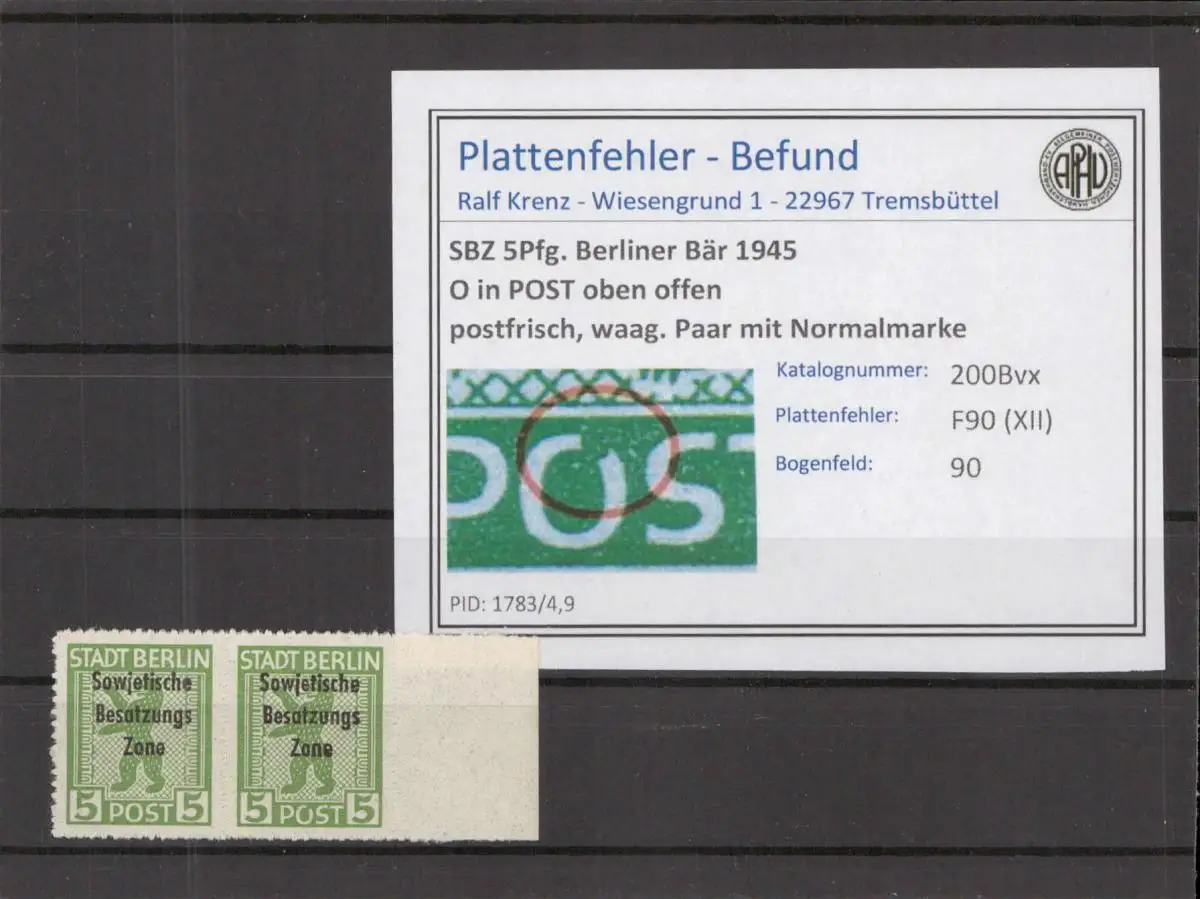 Plattenfehler - Befund
Ralf Krenz - Wiesengrund 1 - 22967 Tremsbüttel
APHV
SBZ 5Pfg. Berliner Bär 1945
O in POST oben offen
postfrisch, waag. Paar mit Normalmarke
POST
Katalognummer: 200Bvx
Plattenfehler: F90 (XII)
Bogenfeld: 90
PID: 1783/4,9
STADT BERLIN
Sowjetische
Besatzungs
Zone
5 POST 5
STADT BERLIN
Sowjetische
Besatzungs
Zone
5 POST 5